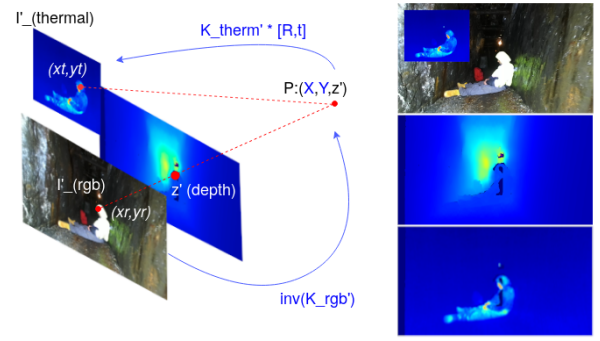 I'_(thermal)
K_therm' * [R,t]
(xt,yt)
P:(X,Y,z')
I'_(rgb)
z' (depth)
(xr,yr)
inv(K_rgb')